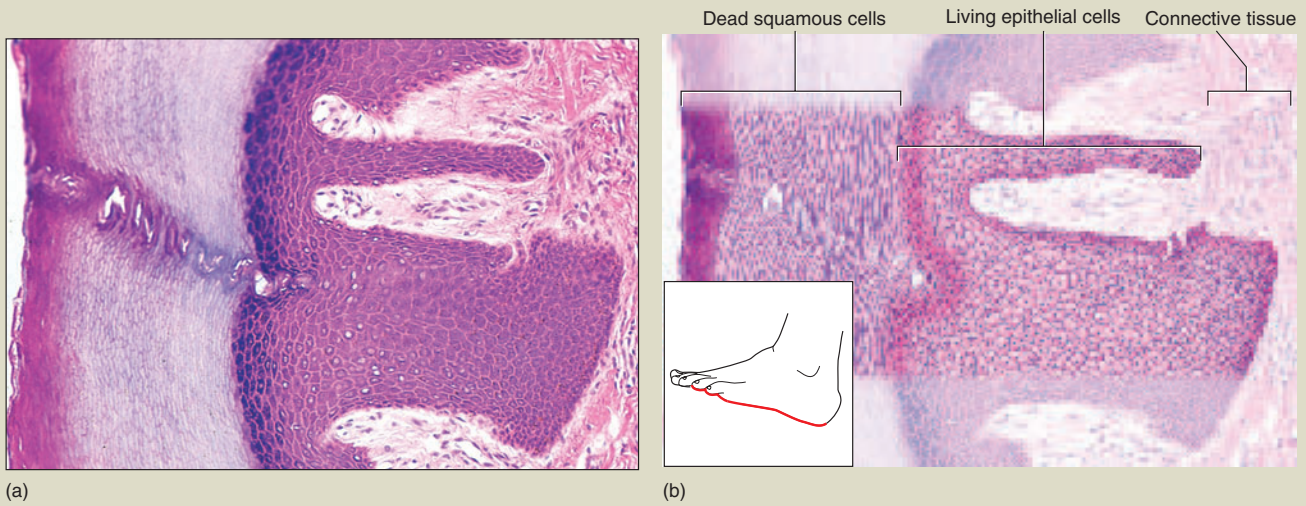 Dead squamous cells
Living epithelial cells
Connective tissue
(a)
(b)